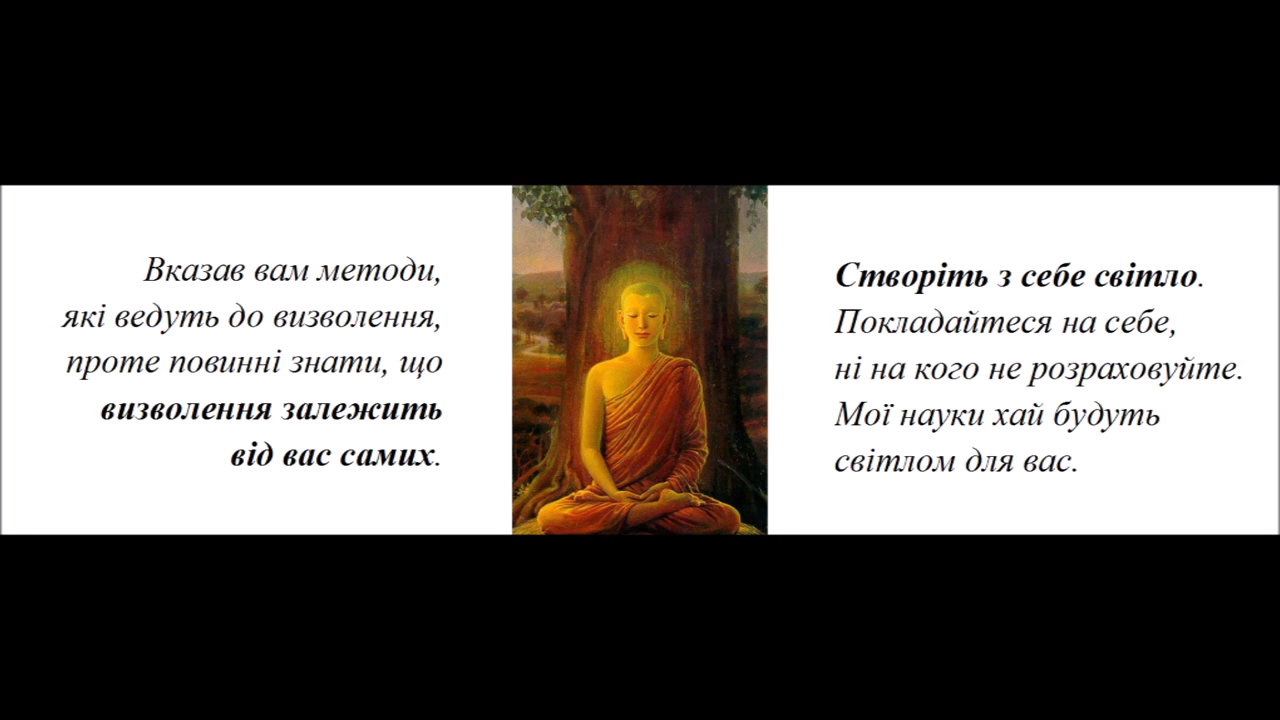 Вказав вам методи,
які ведуть до визволення,
проте повинні знати, що
визволення залежить
від вас самих.
Створіть з себе світло.
Покладайтеся на себе,
ні на кого не розраховуйте.
Мої науки хай будуть
світлом для вас.